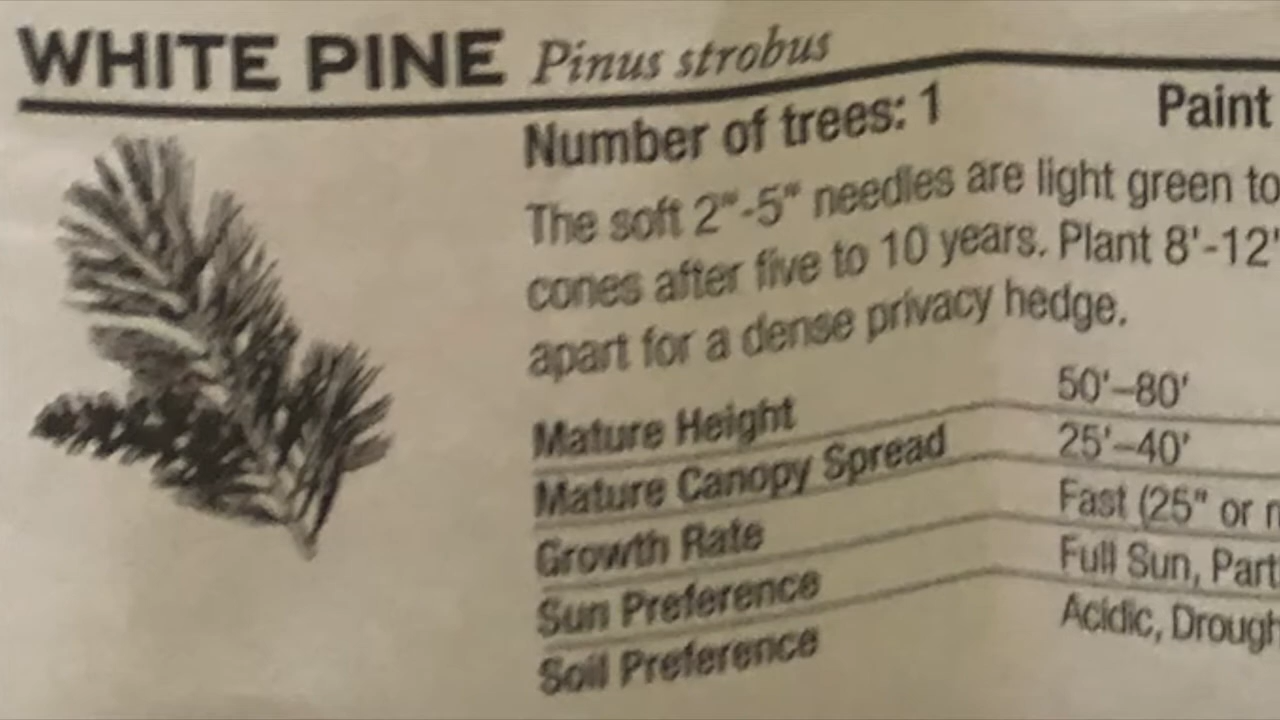 WHITE PINE Pinus strobus
Number of trees: 1 Paint
The soft 2"-5" needles are light green to
cones after five to 10 years. Plant 8'-12'
apart for a dense privacy hedge.
Mature Height 50'–80'
Mature Canopy Spread 25'–40'
Growth Rate Fast (25" or
Sun Preference Full Sun, Part
Soil Preference Acidic, Drough